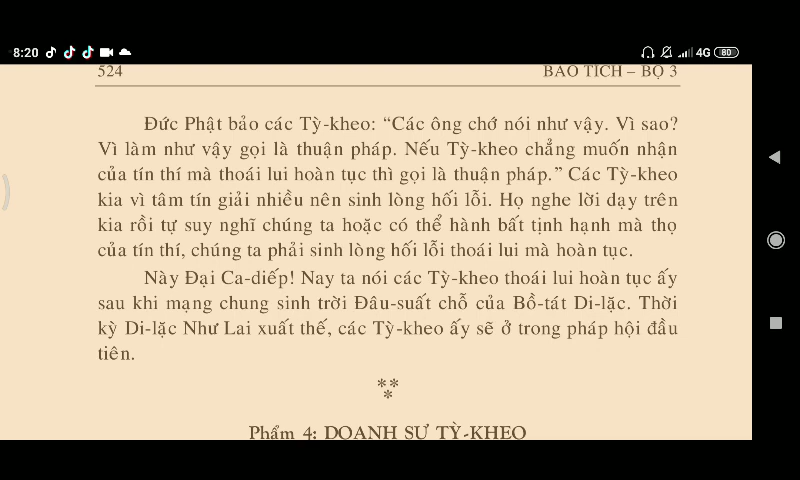 8:20
4G 80
524 BẢO TÍCH – BỘ 3
Đức Phật bảo các Tỳ-kheo: “Các ông chớ nói như vậy. Vì sao?
Vì làm như vậy gọi là thuận pháp. Nếu Tỳ-kheo chẳng muốn nhận
của tín thí mà thoái lui hoàn tục thì gọi là thuận pháp.” Các Tỳ-kheo
kia vì tâm tín giải nhiều nên sinh lòng hối lỗi. Họ nghe lời dạy trên
kia rồi tự suy nghĩ chúng ta hoặc có thể hành bất tịnh hạnh mà thọ
của tín thí, chúng ta phải sinh lòng hối lỗi thoái lui mà hoàn tục.
Này Đại Ca-diếp! Nay ta nói các Tỳ-kheo thoái lui hoàn tục ấy
sau khi mạng chung sinh trời Đâu-suất chỗ của Bồ-tát Di-lặc. Thời
kỳ Di-lặc Như Lai xuất thế, các Tỳ-kheo ấy sẽ ở trong pháp hội đầu
tiên.
**
*
Phẩm 4: DOANH SỰ TỲ-KHEO